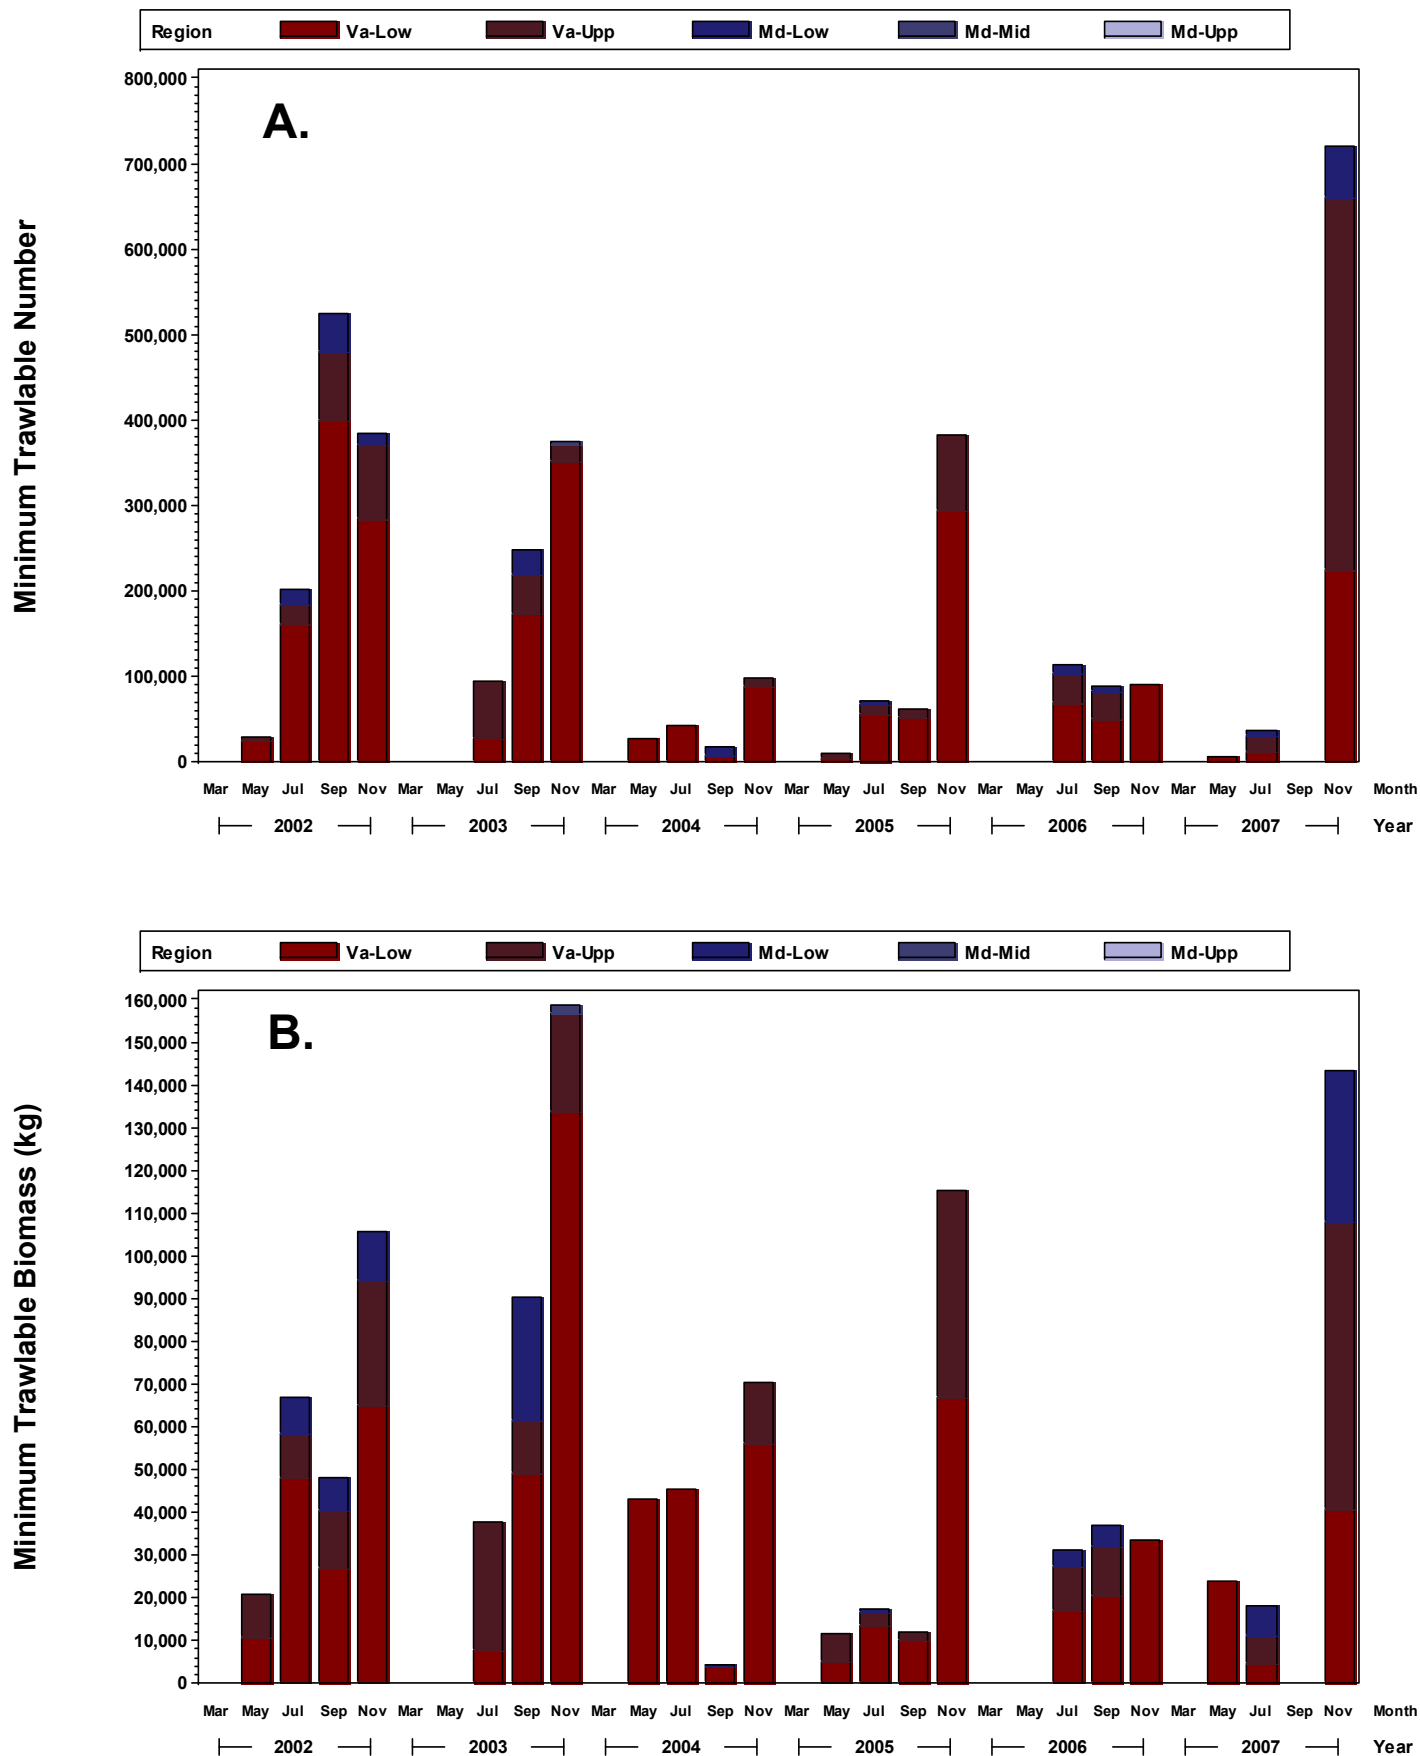 Region Va-Low Va-Upp Md-Low Md-Mid Md-Upp
A.
Minimum Trawlable Number
800,000
700,000
600,000
500,000
400,000
300,000
200,000
100,000
0
Mar May Jul Sep Nov Mar May Jul Sep Nov Mar May Jul Sep Nov Mar May Jul Sep Nov Mar May Jul Sep Nov Mar May Jul Sep Nov Month
2002 2003 2004 2005 2006 2007 Year
Region Va-Low Va-Upp Md-Low Md-Mid Md-Upp
B.
Minimum Trawlable Biomass (kg)
160,000
150,000
140,000
130,000
120,000
110,000
100,000
90,000
80,000
70,000
60,000
50,000
40,000
30,000
20,000
10,000
0
Mar May Jul Sep Nov Mar May Jul Sep Nov Mar May Jul Sep Nov Mar May Jul Sep Nov Mar May Jul Sep Nov Mar May Jul Sep Nov Month
2002 2003 2004 2005 2006 2007 Year